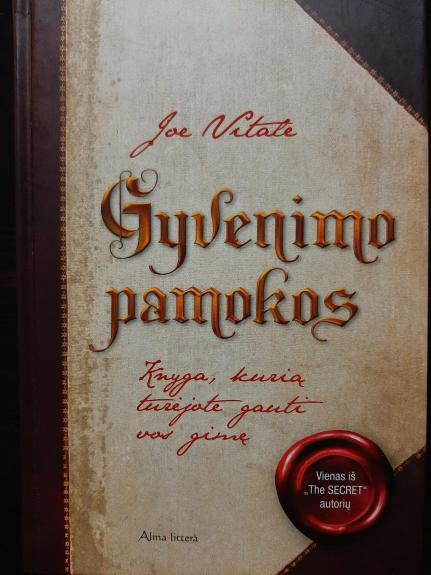 Joe Vitale
Gyvenimo
pamokos
Knyga, kurią
turėjote gauti
vos gimę
Vienas iš
„The SECRET“
autorių
Alma littera